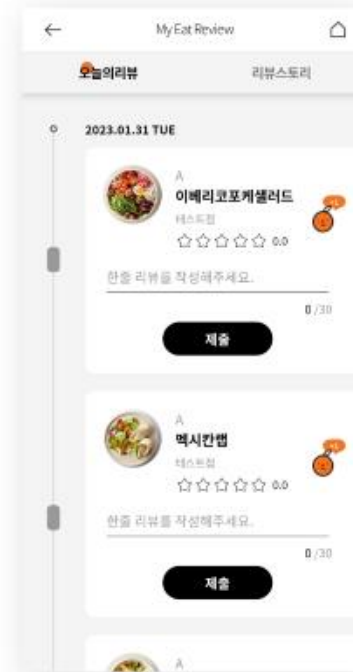 My Eat Review
오늘의리뷰 리뷰스토리
2023.01.31 TUE
A
이베리코포케샐러드
테스트점
0.0
+1
한줄 리뷰를 작성해주세요.
0 /30
제출
A
멕시칸랩
테스트점
0.0
+1
한줄 리뷰를 작성해주세요.
0 /30
제출
A